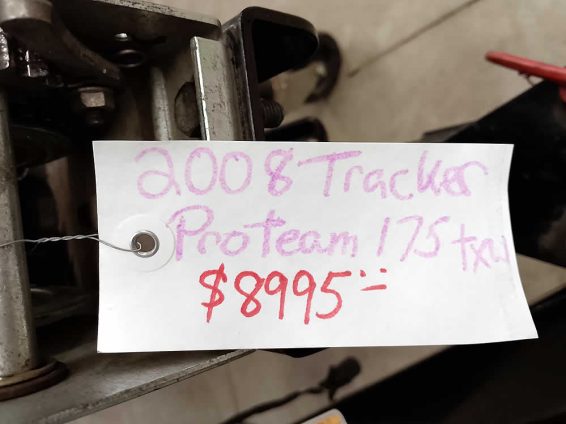 2008 Tracker
Proteam 175 txw
$8995.=